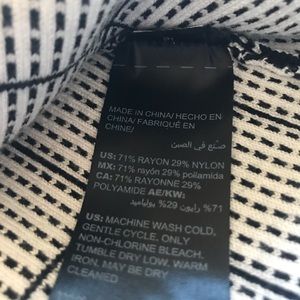 MADE IN CHINA/ HECHO EN
CHINA/ FABRIQUÉ EN
CHINE/
صنع في الصين
US: 71% RAYON 29% NYLON
MX: 71% rayón 29% poliamida
CA: 71% RAYONNE 29%
POLYAMIDE AE/KW:
71% رايون 29% بولياميد
US: MACHINE WASH COLD,
GENTLE CYCLE. ONLY
NON-CHLORINE BLEACH.
TUMBLE DRY LOW. WARM
IRON. MAY BE DRY
CLEANED